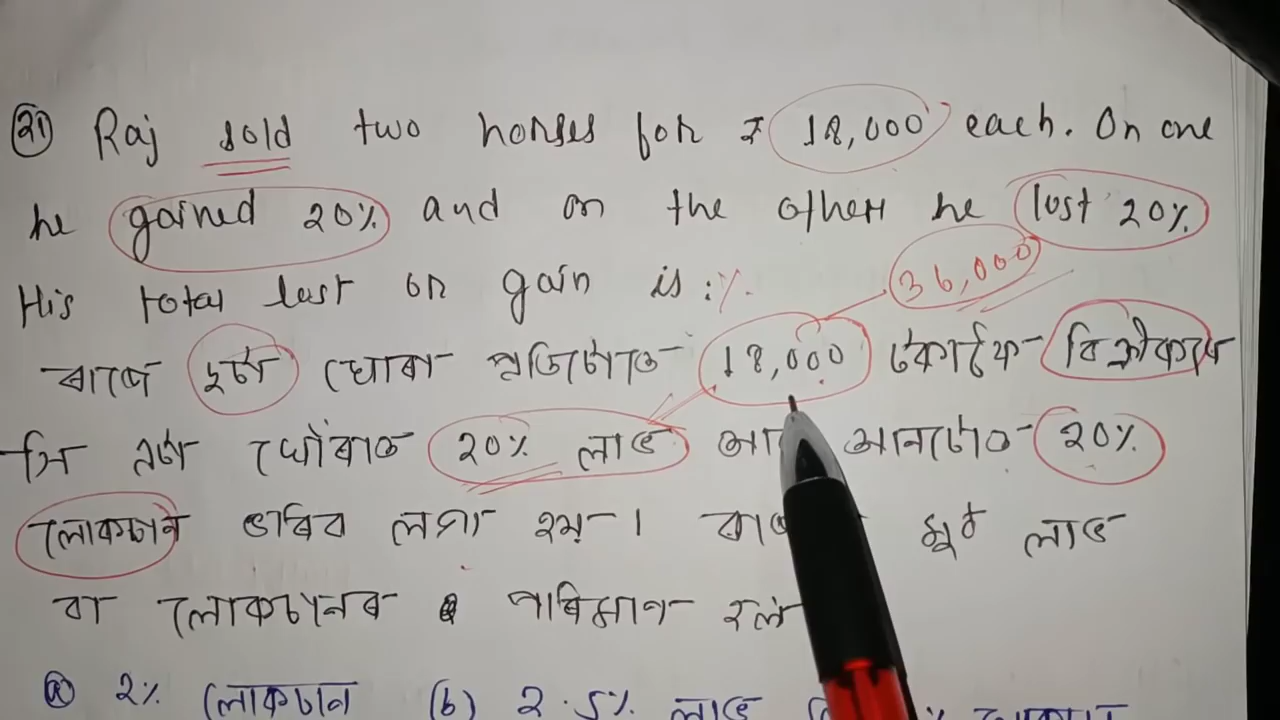 ২১ Raj sold two horses for ₹ 18,000 each. On one
he gained 20% and on the other he lost 20%
36,000
His total lost or gain is :%
ৰাজে দুটা ঘোৰা প্ৰতিটোত 18,000 টকাকৈ বিক্ৰীকৰে
20% লাভ আৰু আনটোত 20%
লোকচান ভৰিব লগা হয়। মুঠ লাভ
বা লোকচানৰ পৰিমাণ হ'ল
(a) 2% লোকচান (b) 2.5% লাভ